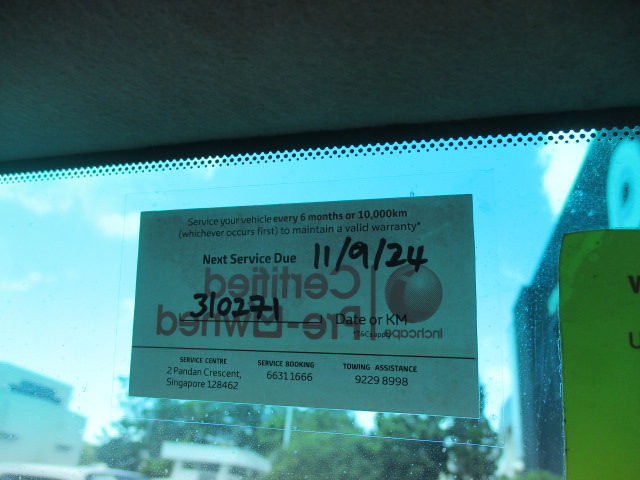 Service your vehicle every 6 months or 10,000km
(whichever occurs first) to maintain a valid warranty*
Next Service Due 11/9/24
310271 Date or KM
*T&Cs apply
Certified
Pre-Owned
Inchcape
SERVICE CENTRE
2 Pandan Crescent,
Singapore 128462
SERVICE BOOKING
66311666
TOWING ASSISTANCE
9229 8998